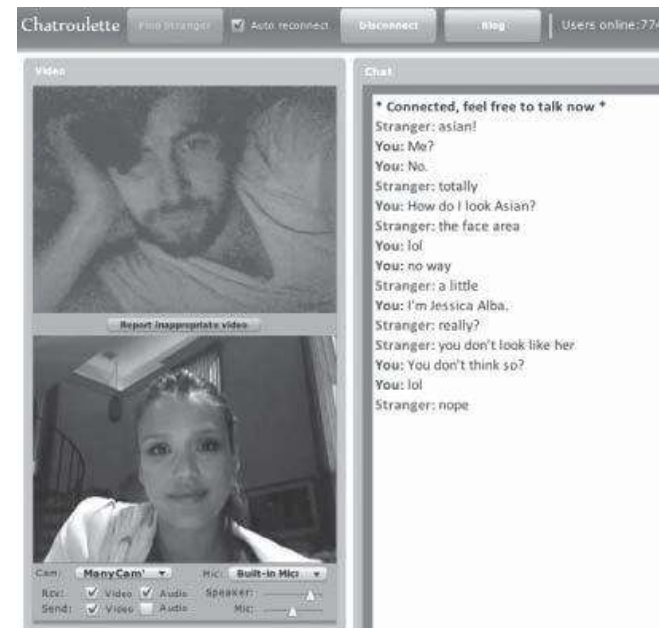 Chatroulette
Find Stranger
Auto reconnect
Disconnect
Blog
Users online:774
Video
Chat
* Connected, feel free to talk now *
Stranger: asian!
You: Me?
You: No.
Stranger: totally
You: How do I look Asian?
Stranger: the face area
You: lol
You: no way
Stranger: a little
You: I'm Jessica Alba.
Stranger: really?
Stranger: you don't look like her
You: You don't think so?
You: lol
Stranger: nope
Report inappropriate video
Cam: ManyCam' Mic: Built-in Micr
Rcv: Video Audio Speaker:
Send: Video Audio Mic: